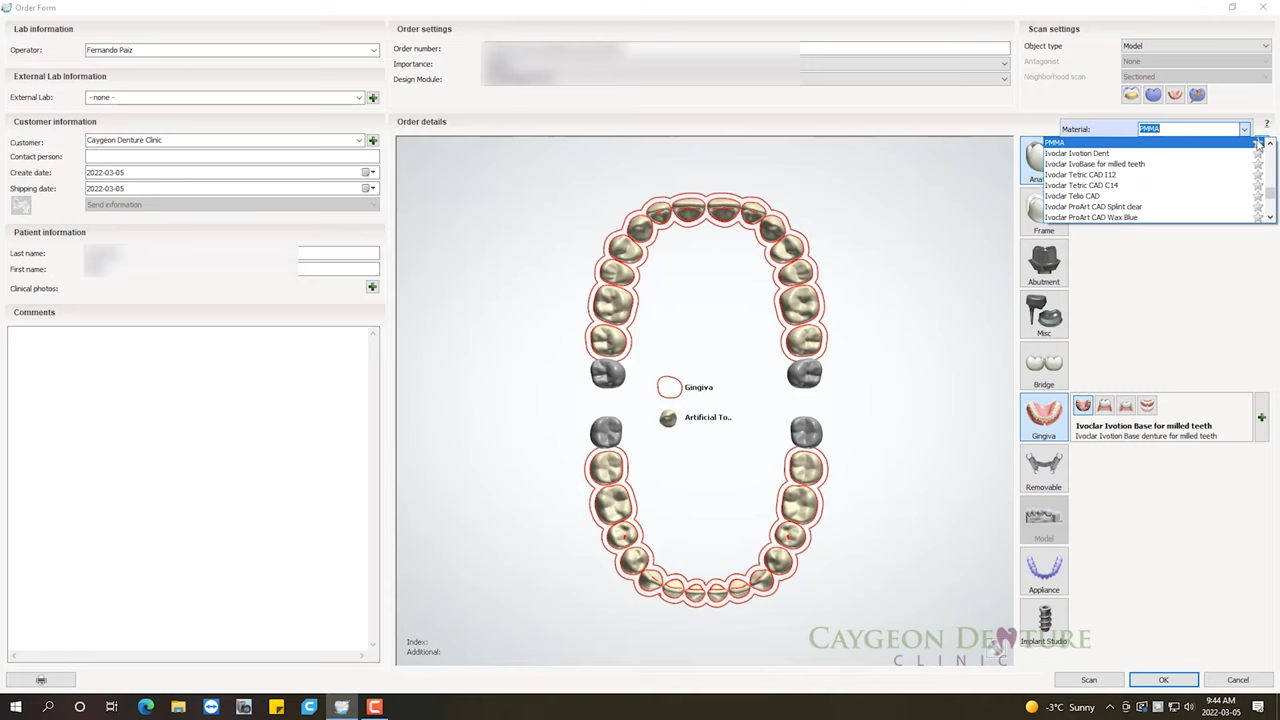 Order Form
Lab information
Operator: Fernando Paiz
External Lab Information
External Lab: - none -
Customer information
Customer: Caygeon Denture Clinic
Contact person:
Create date: 2022-03-05
Shipping date: 2022-03-05
Send information
Patient information
Last name:
First name:
Clinical photos:
Comments
Order settings
Order number:
Importance:
Design Module:
Order details
Gingiva
Artificial To..
Index:
Additional:
CAYGEON DENTURE
CLINIC
Scan settings
Object type Model
Antagonist None
Neighborhood scan Sectioned
Material: PMMA ?
PMMA
Ivoclar Ivotion Dent
Ivoclar IvoBase for milled teeth
Ivoclar Tetric CAD I12
Ivoclar Tetric CAD C14
Ivoclar Telio CAD
Ivoclar ProArt CAD Splint clear
Ivoclar ProArt CAD Wax Blue
Frame
Abutment
Misc
Bridge
Gingiva
Ivoclar Ivotion Base for milled teeth
Ivoclar Ivotion Base denture for milled teeth
Removable
Model
Appliance
Implant Studio
Scan OK Cancel
-3°C Sunny
9:44 AM
2022-03-05